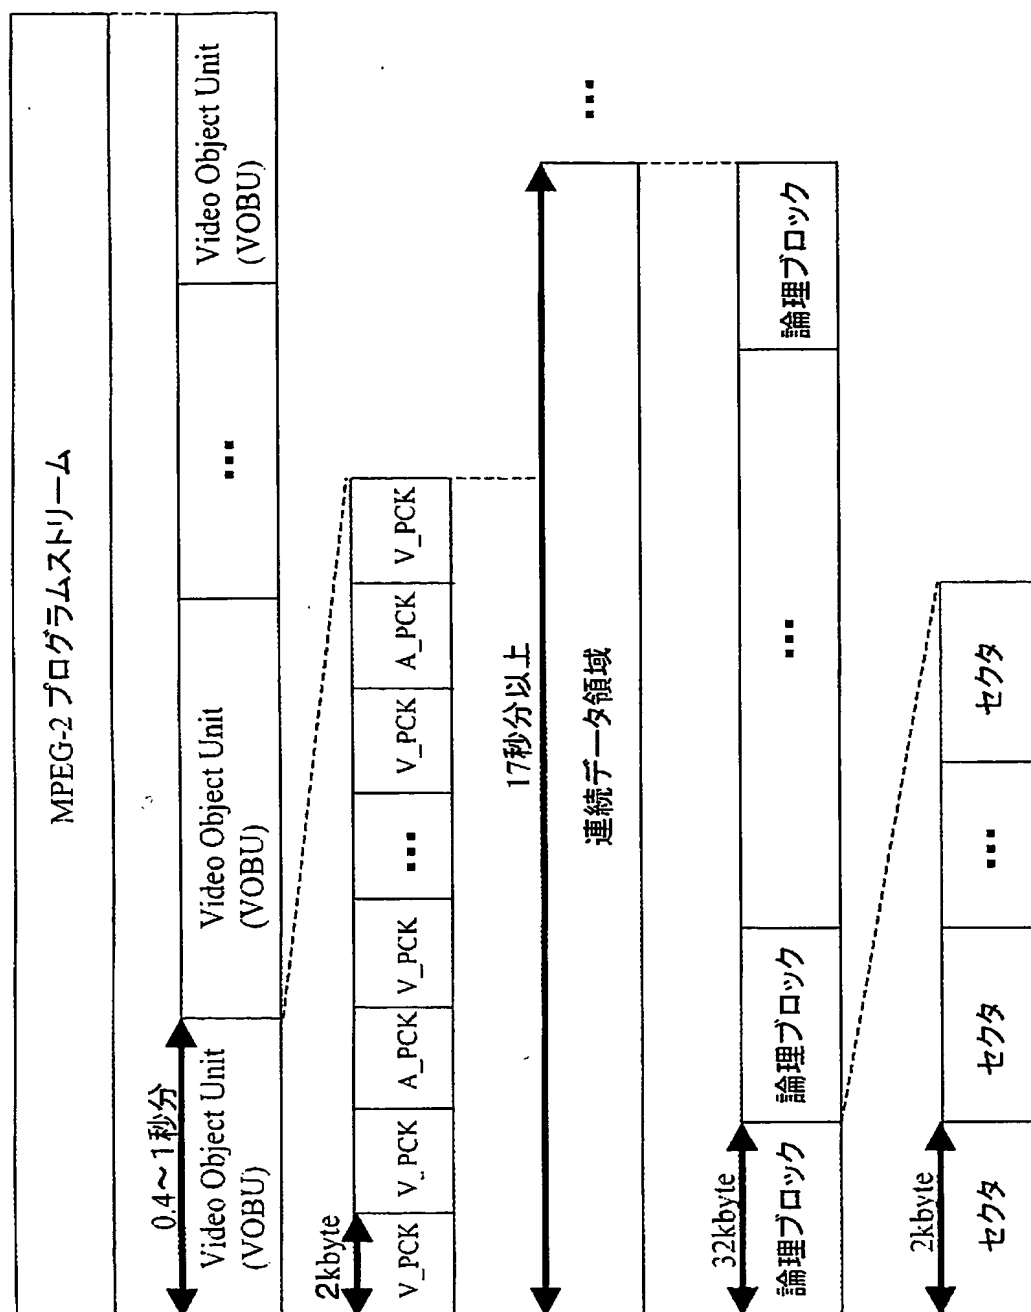 MPEG-2 プログラムストリーム
0.4～1秒分
Video Object Unit
(VOBU)
Video Object Unit
(VOBU)
...
Video Object Unit
(VOBU)
2kbyte
V_PCK
V_PCK
A_PCK
V_PCK
...
V_PCK
A_PCK
V_PCK
17秒分以上
連続データ領域
...
32kbyte
論理ブロック
論理ブロック
...
論理ブロック
2kbyte
セクタ
セクタ
...
セクタ